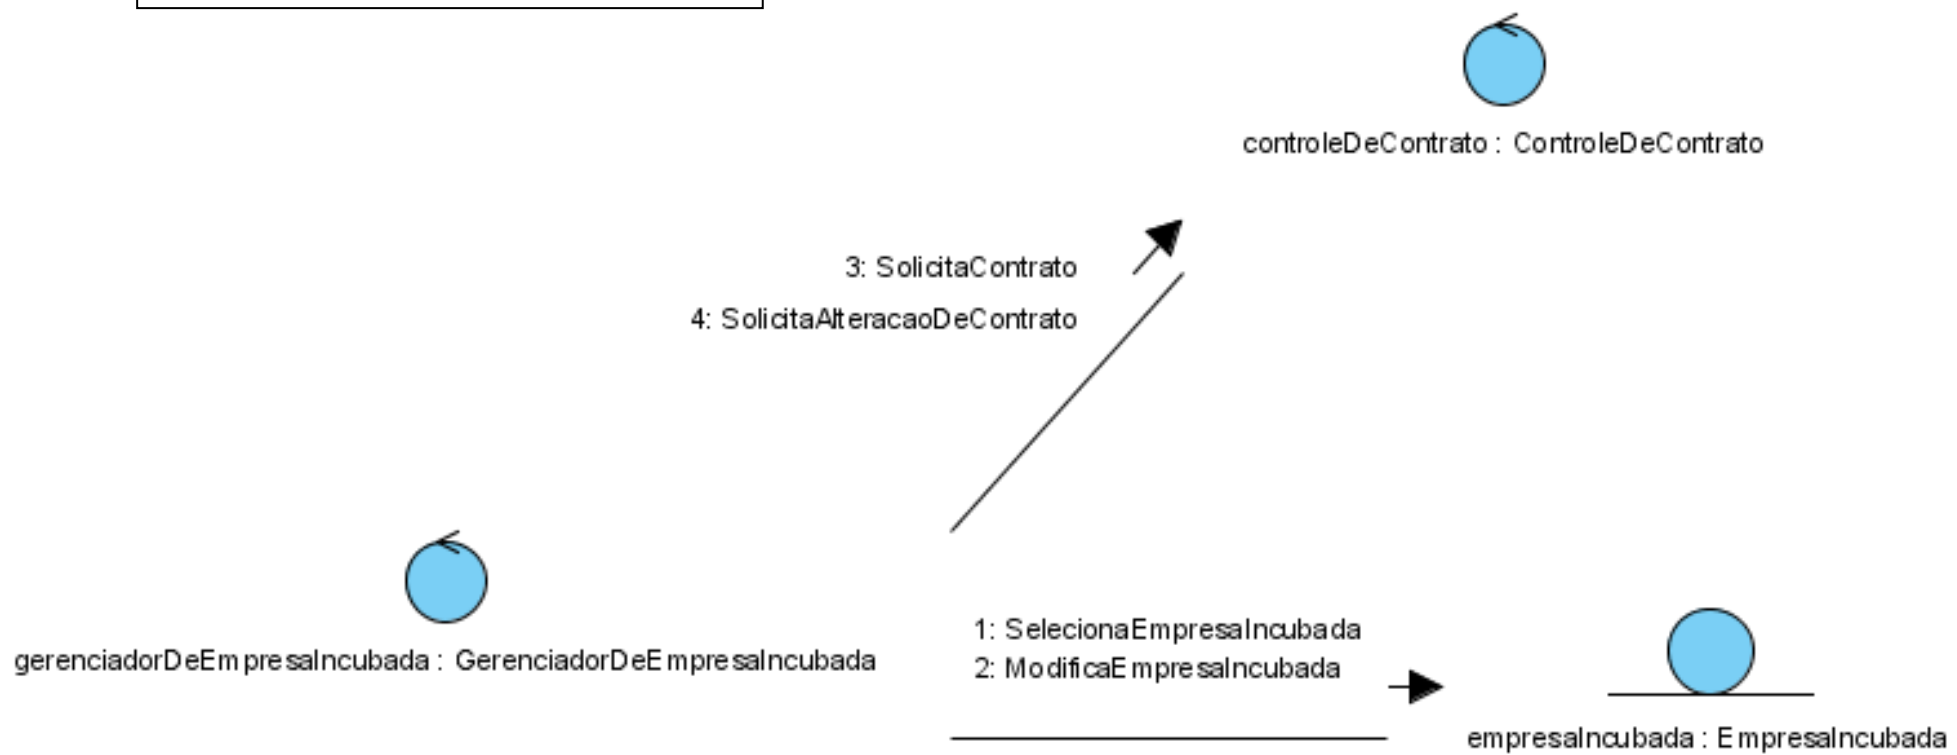 controleDeContrato : ControleDeContrato
3: SolicitaContrato
4: SolicitaAlteracaoDeContrato
gerenciadorDeEmpresaIncubada : GerenciadorDeEmpresaIncubada
1: SelecionaEmpresaIncubada
2: ModificaEmpresaIncubada
empresaIncubada : EmpresaIncubada